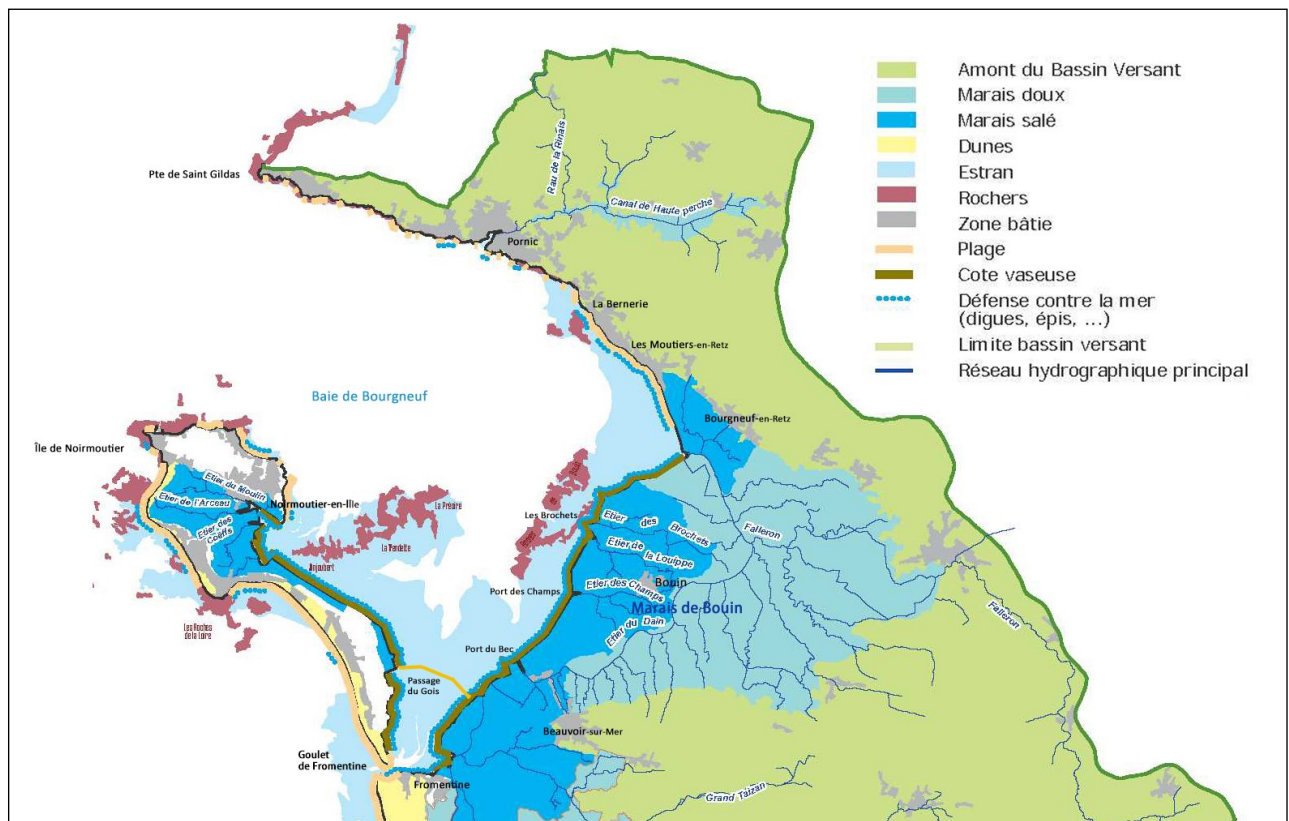 Amont du Bassin Versant
Marais doux
Marais salé
Dunes
Estran
Rochers
Zone bâtie
Plage
Cote vaseuse
Défense contre la mer
(digues, épis, ...)
Limite bassin versant
Réseau hydrographique principal
Pte de Saint Gildas
Rau de la Rinais
Canal de Haute perche
Pornic
La Bernerie
Les Moutiers-en-Retz
Baie de Bourgneuf
Bourgneuf-en-Retz
Île de Noirmoutier
Etier du Moulin
Etier de l'Arceau
Noirmoutier-en-Île
Etier des
Coëfs
La Préoire
La Vendette
Les Brochets
Etier des Brochets
Falleron
Etier de la Louippe
Port des Champs
Etier des Champs
Bouin
Marais de Bouin
Falleron
Les Roches
de la Loire
Etier du Dain
Port du Bec
Passage
du Gois
Beauvoir-sur-Mer
Goulet
de Fromentine
Fromentine
Grand Taizan